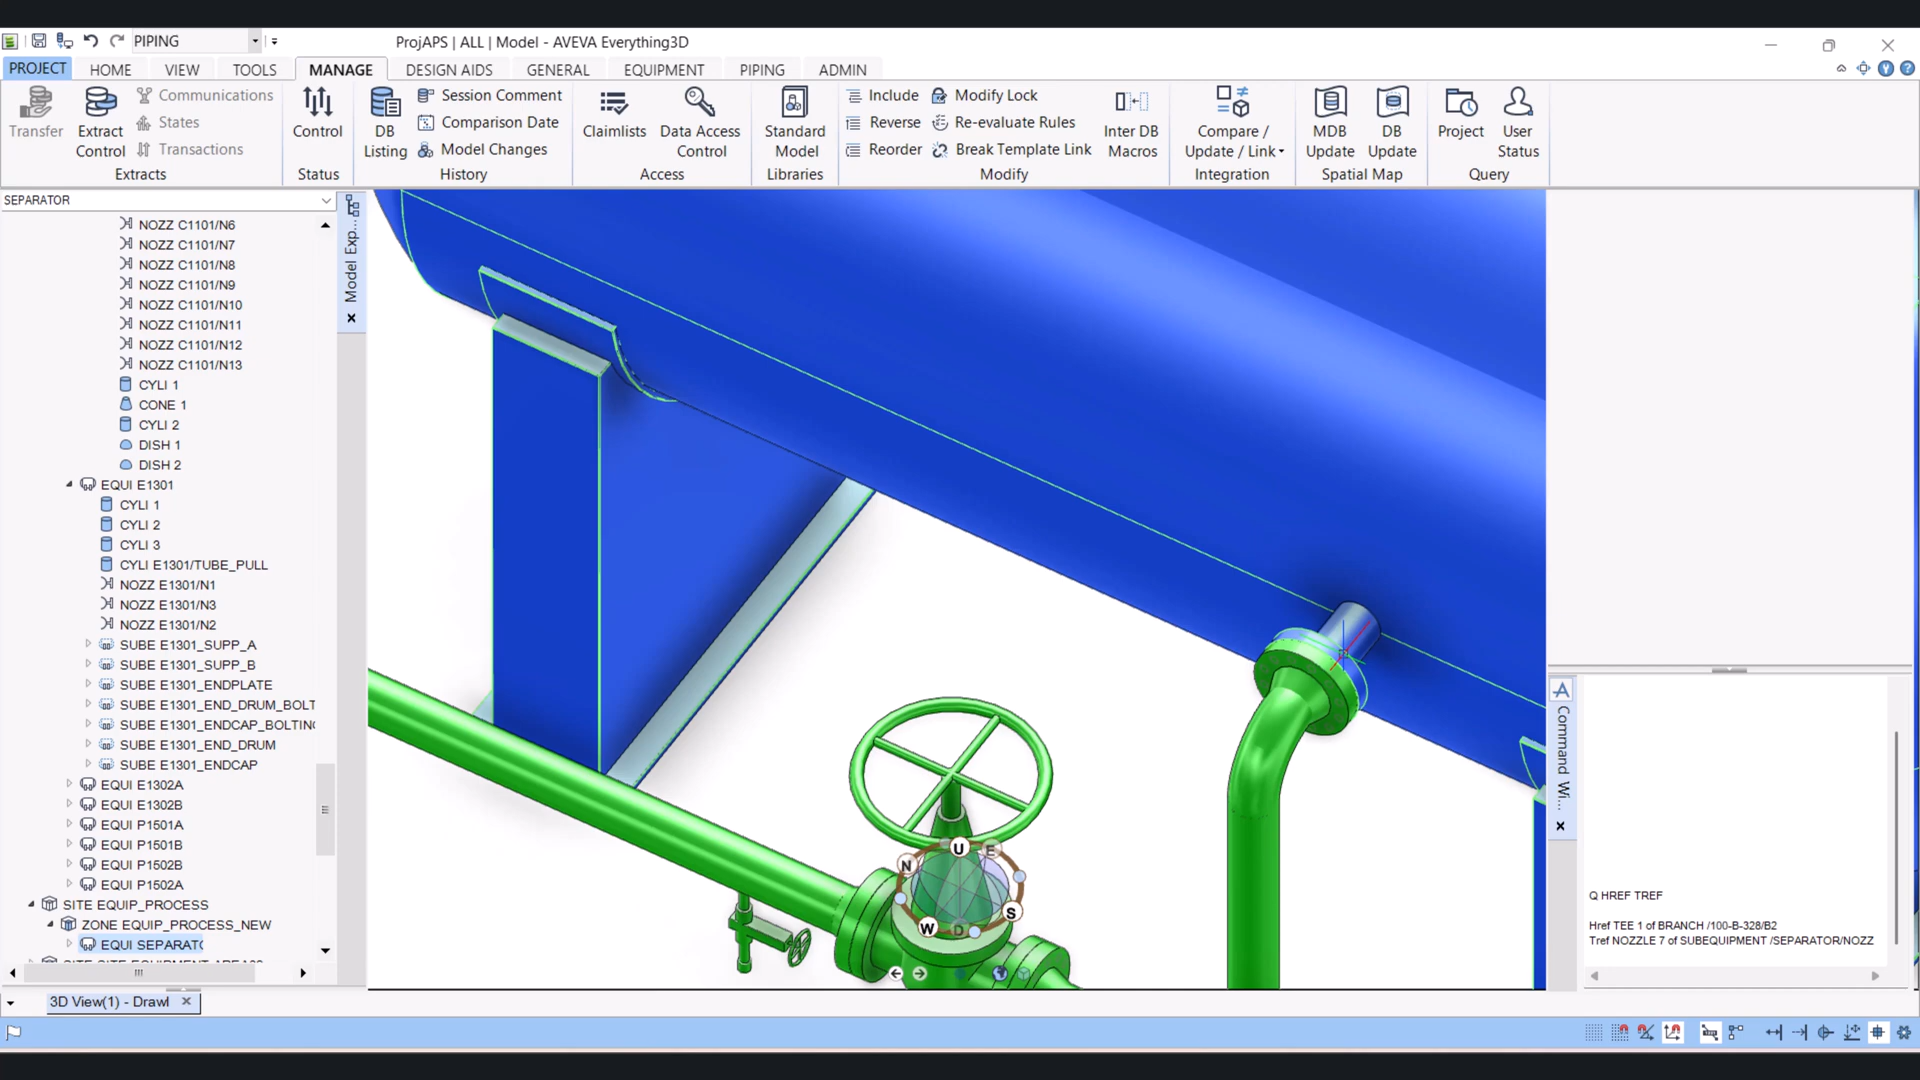 PIPING
ProjAPS | ALL | Model - AVEVA Everything3D
PROJECT HOME VIEW TOOLS MANAGE DESIGN AIDS GENERAL EQUIPMENT PIPING ADMIN
Transfer
Extract Control
Communications
States
Transactions
Extracts
Control
Status
DB Listing
Session Comment
Comparison Date
Model Changes
History
Claimlists
Data Access Control
Access
Standard Model
Libraries
Include
Reverse
Reorder
Modify Lock
Re-evaluate Rules
Break Template Link
Inter DB Macros
Modify
Compare / Update / Link
Integration
MDB Update
DB Update
Spatial Map
Project
User Status
Query
SEPARATOR
NOZZ C1101/N6
NOZZ C1101/N7
NOZZ C1101/N8
NOZZ C1101/N9
NOZZ C1101/N10
NOZZ C1101/N11
NOZZ C1101/N12
NOZZ C1101/N13
CYLI 1
CONE 1
CYLI 2
DISH 1
DISH 2
EQUI E1301
CYLI 1
CYLI 2
CYLI 3
CYLI E1301/TUBE_PULL
NOZZ E1301/N1
NOZZ E1301/N3
NOZZ E1301/N2
SUBE E1301_SUPP_A
SUBE E1301_SUPP_B
SUBE E1301_ENDPLATE
SUBE E1301_END_DRUM_BOLT
SUBE E1301_ENDCAP_BOLTING
SUBE E1301_END_DRUM
SUBE E1301_ENDCAP
EQUI E1302A
EQUI E1302B
EQUI P1501A
EQUI P1501B
EQUI P1502B
EQUI P1502A
SITE EQUIP_PROCESS
ZONE EQUIP_PROCESS_NEW
EQUI SEPARATO
Model Exp...
U
E
N
S
W
D
Command Wi...
Q HREF TREF
Href TEE 1 of BRANCH /100-B-328/B2
Tref NOZZLE 7 of SUBEQUIPMENT /SEPARATOR/NOZZ
3D View(1) - Drawl